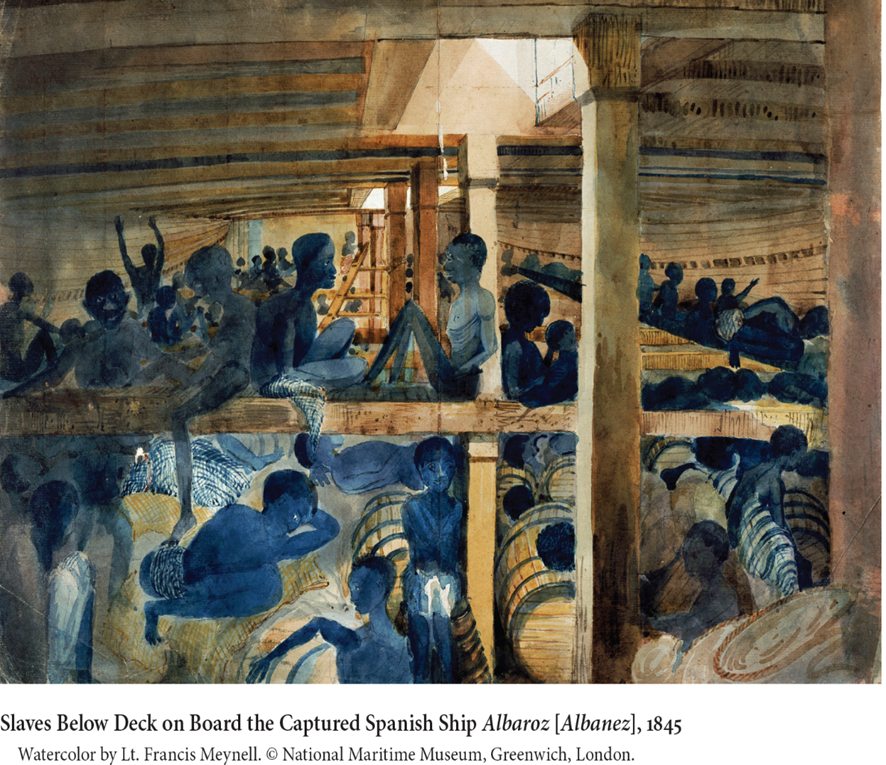 Slaves Below Deck on Board the Captured Spanish Ship Albaroz [Albanez], 1845
Watercolor by Lt. Francis Meynell. © National Maritime Museum, Greenwich, London.